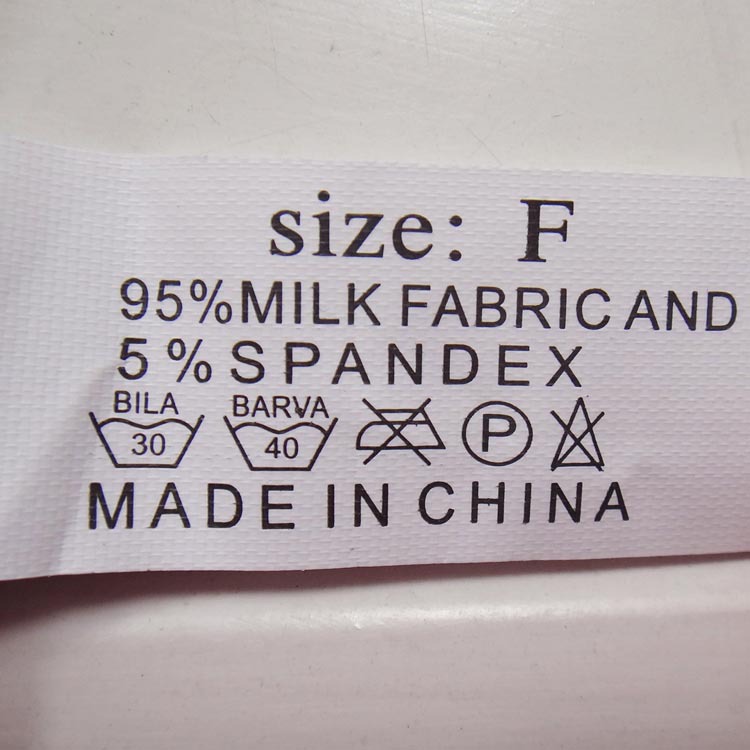 size: F
95%MILK FABRIC AND
5%SPANDEX
BILA BARVA
30 40 P
MADE IN CHINA